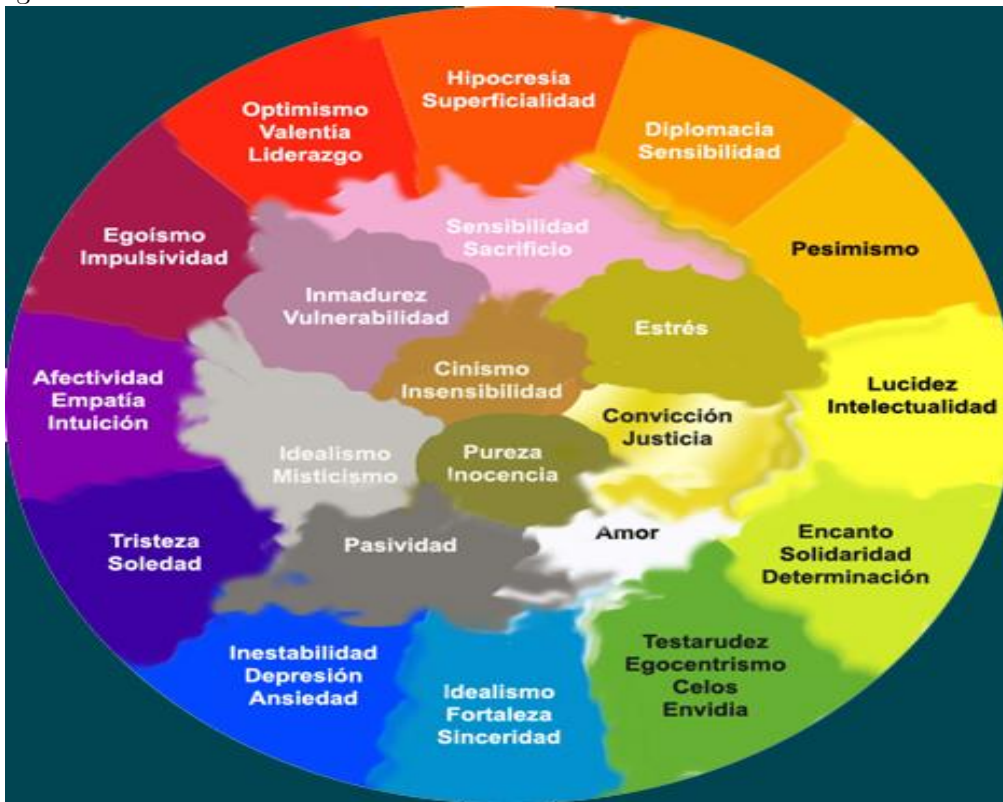 Hipocresía
Superficialidad
Optimismo
Valentía
Liderazgo
Diplomacia
Sensibilidad
Egoísmo
Impulsividad
Sensibilidad
Sacrificio
Pesimismo
Inmadurez
Vulnerabilidad
Estrés
Afectividad
Empatía
Intuición
Cinismo
Insensibilidad
Lucidez
Intelectualidad
Convicción
Justicia
Idealismo
Misticismo
Pureza
Inocencia
Tristeza
Soledad
Pasividad
Amor
Encanto
Solidaridad
Determinación
Inestabilidad
Depresión
Ansiedad
Idealismo
Fortaleza
Sinceridad
Testarudez
Egocentrismo
Celos
Envidia